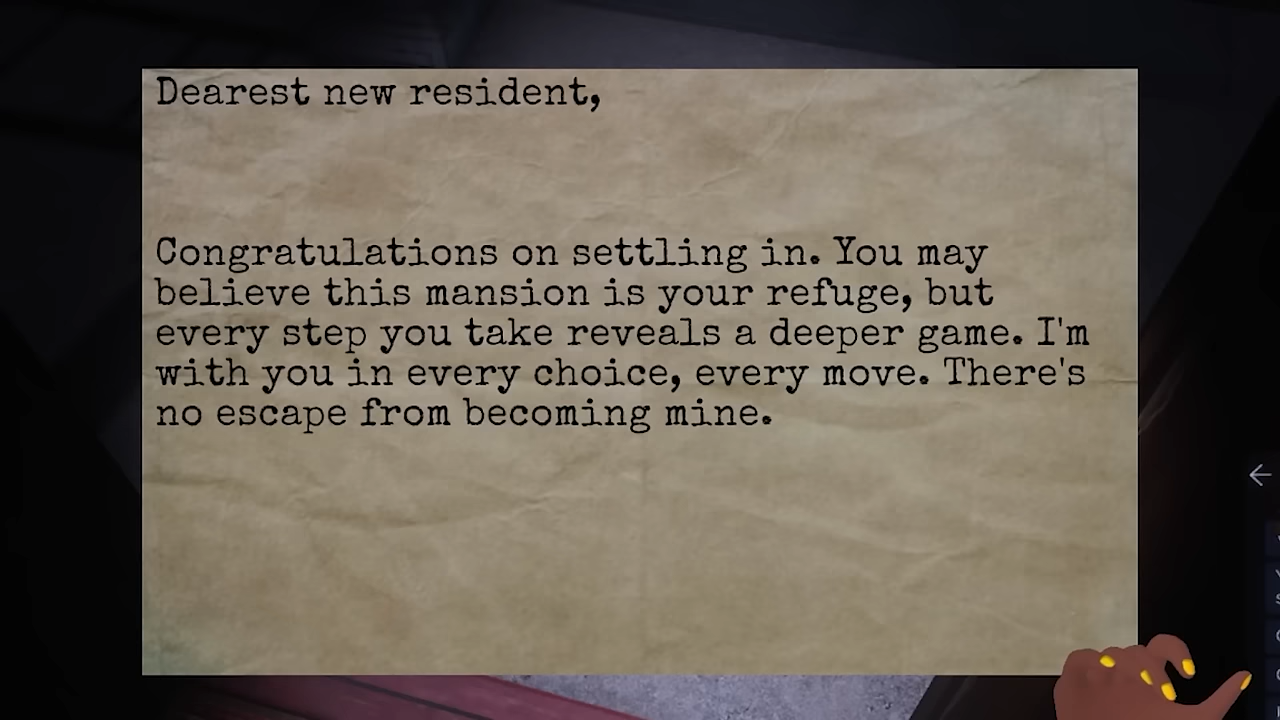 Dearest new resident,
Congratulations on settling in. You may
believe this mansion is your refuge, but
every step you take reveals a deeper game. I'm
with you in every choice, every move. There's
no escape from becoming mine.